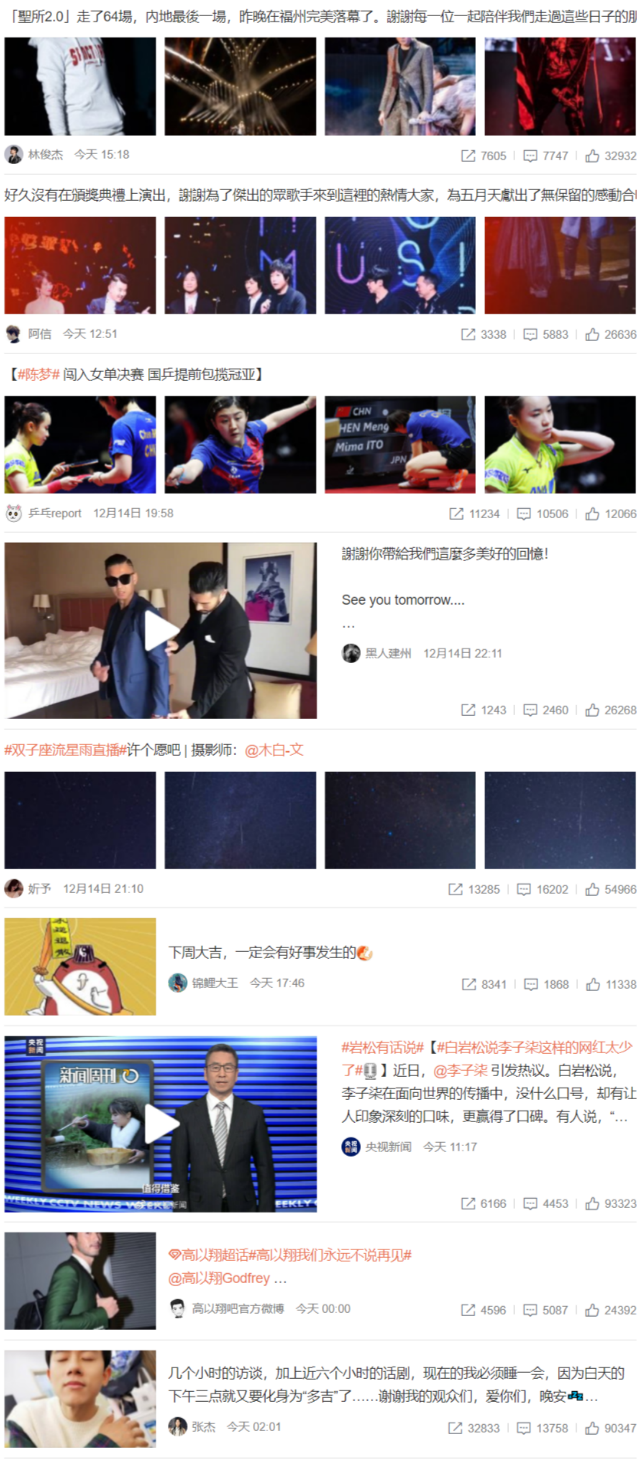 「聖所2.0」走了64場，内地最後一場，昨晚在福州完美落幕了。謝謝每一位一起陪伴我們走過這些日子的
林俊杰 今天 15:18 7605 7747 32932
好久沒有在頒獎典禮上演出，謝謝為了傑出的眾歌手來到這裡的熱情大家，為五月天獻出了無保留的感動合
M
US!
阿信 今天 12:51 3338 5883 26636
【#陈梦# 闯入女单决赛 国乒提前包揽冠亚】
CHN
HEN Meng
Mima ITO
JPN
乒乓report 12月14日 19:58 11234 10506 12066
謝謝你帶給我們這麼多美好的回憶！
See you tomorrow....
...
黑人建州 12月14日 22:11
1243 2460 26268
#双子座流星雨直播#许个愿吧 | 摄影师：@木白-文
妡予 12月14日 21:10 13285 16202 54966
下周大吉，一定会有好事发生的
锦鲤大王 今天 17:46 8341 1868 11338
央视
新闻
新闻周刊
值得借鉴
WEEKLY CCTV NEWS WEEKLY
EEKLY
#岩松有话说#【#白岩松说李子柒这样的网红太少
了#】近日，@李子柒 引发热议。白岩松说，
李子柒在面向世界的传播中，没什么口号，却有让
人印象深刻的口味，更赢得了口碑。有人说，“...
央视新闻 今天 11:17
6166 4453 93323
高以翔超话#高以翔我们永远不说再见#
@高以翔Godfrey ...
高以翔吧官方微博 今天 00:00 4596 5087 24392
几个小时的访谈，加上近六个小时的话剧，现在的我必须睡一会，因为白天的
下午三点就又要化身为“多吉”了……谢谢我的观众们，爱你们，晚安...
张杰 今天 02:01 32833 13758 90347